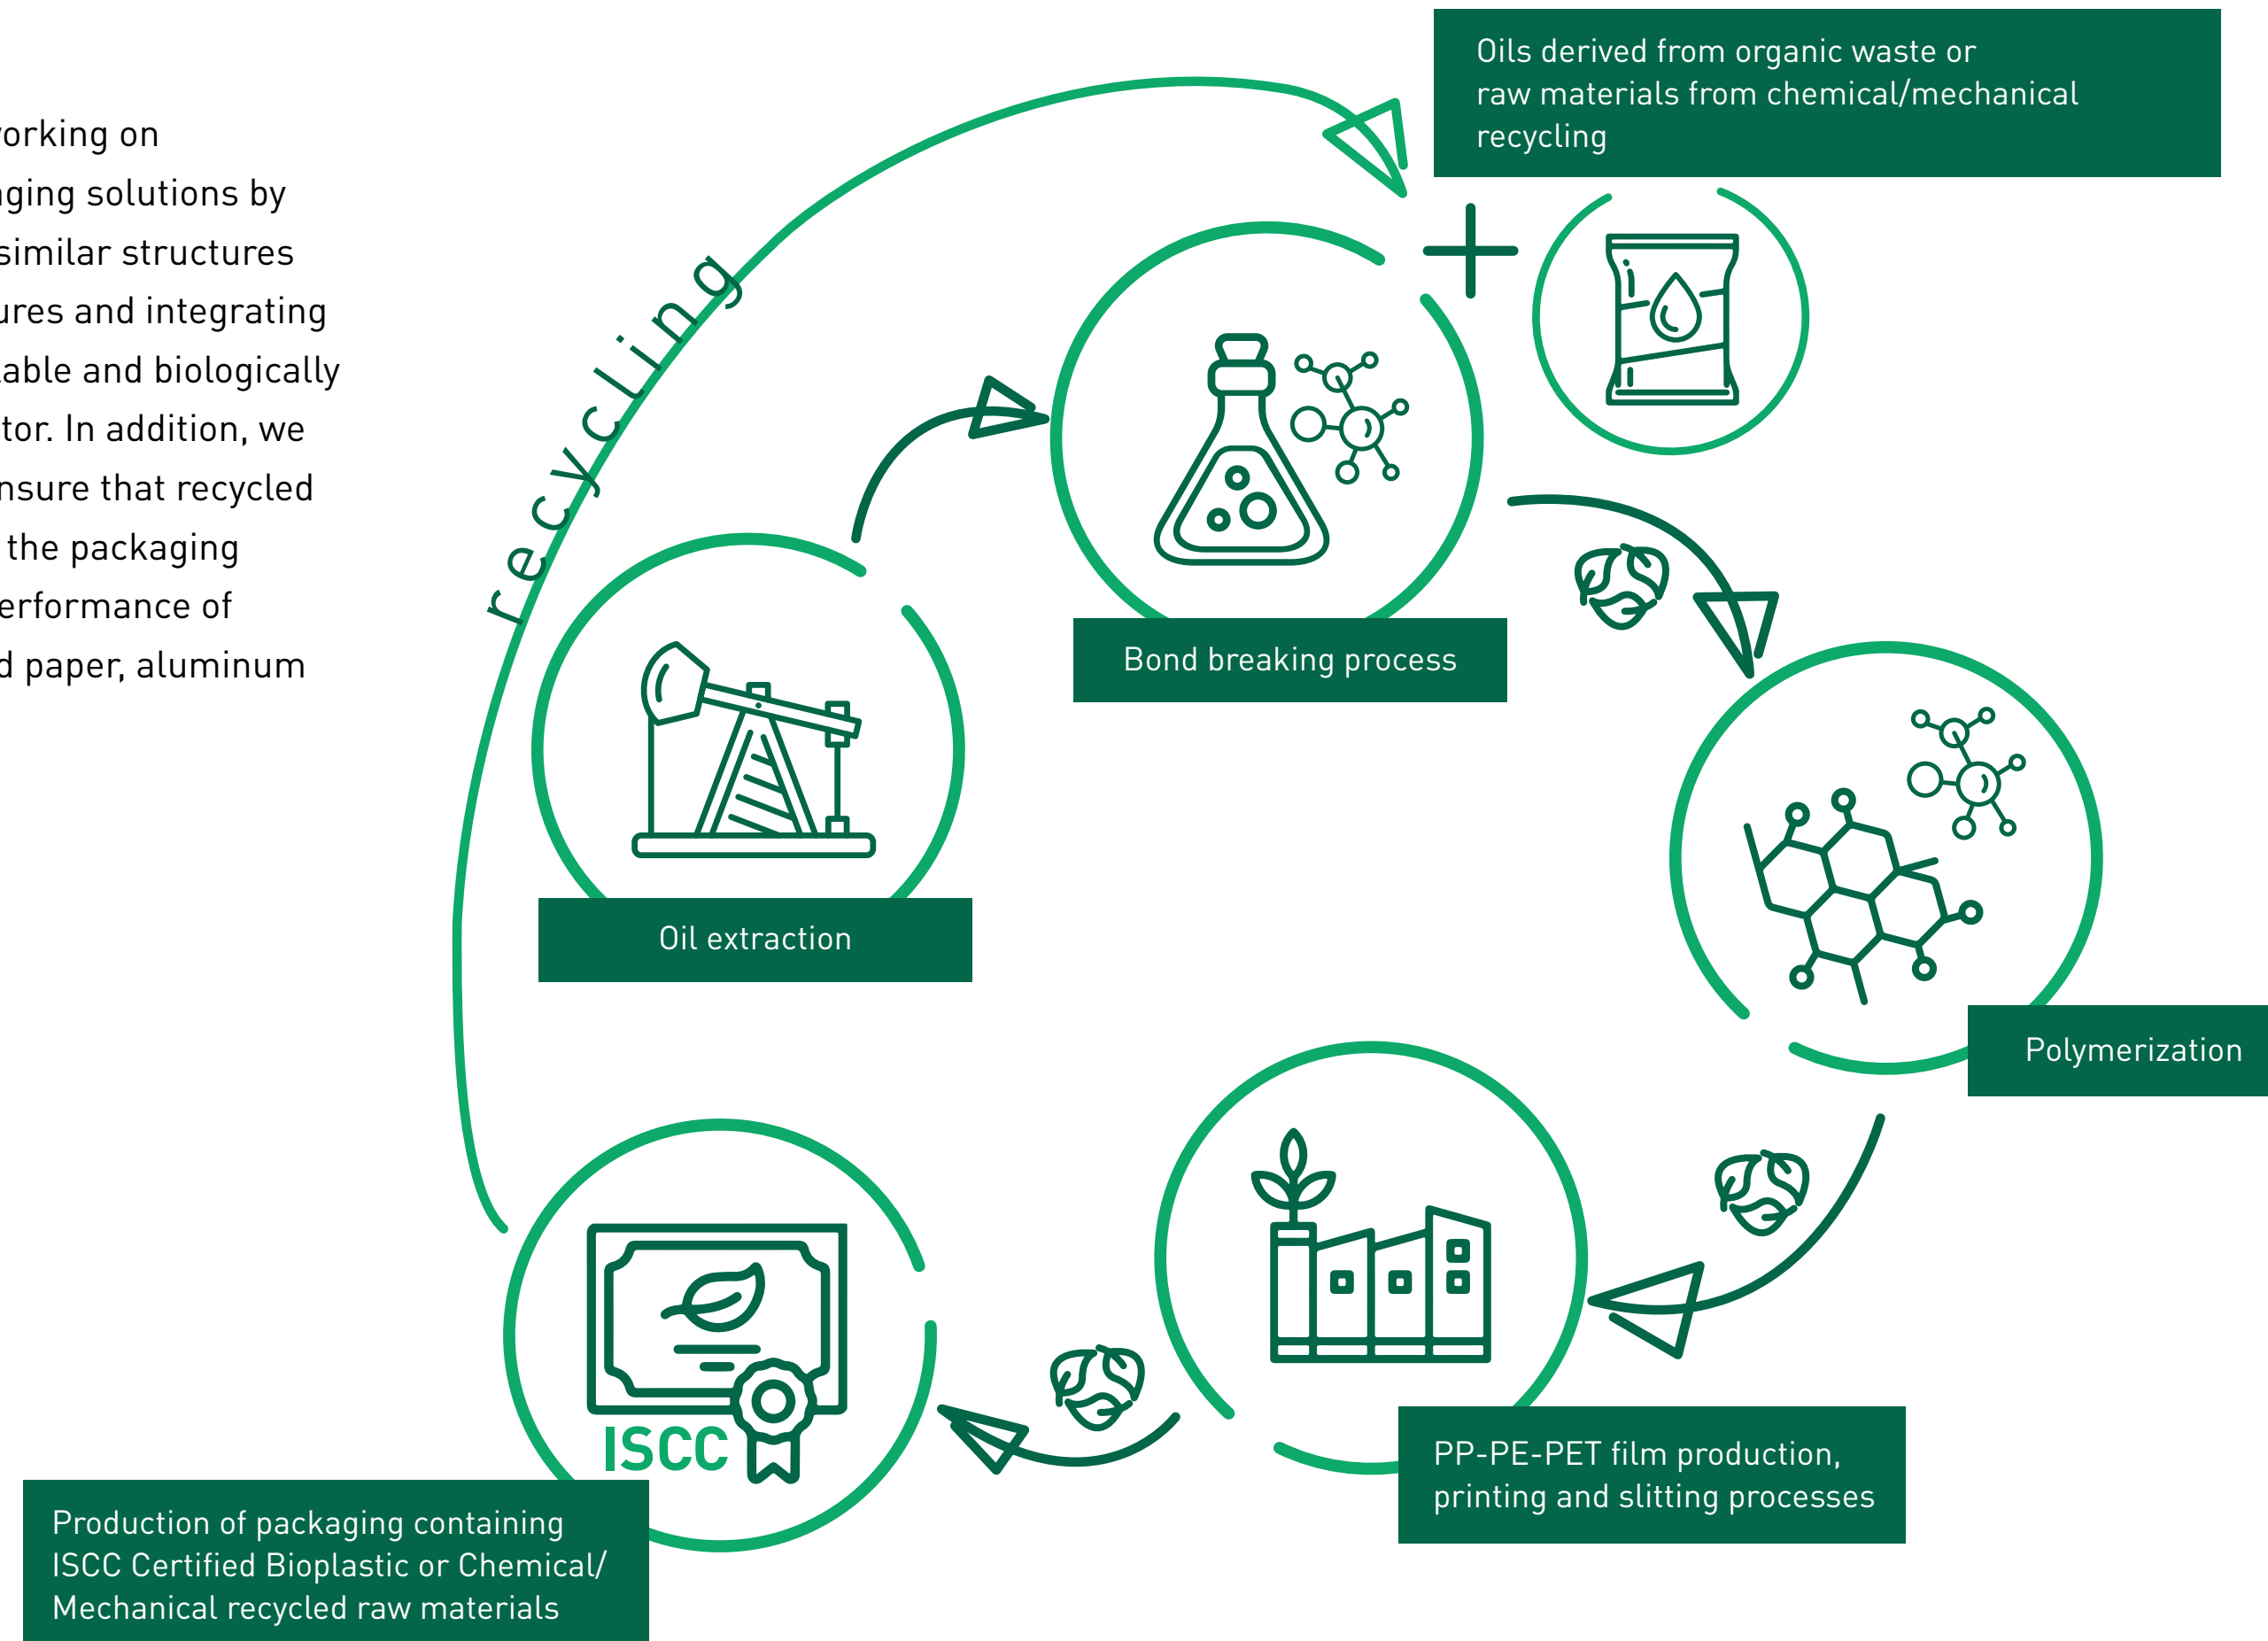 orking on
ging solutions by
similar structures
ures and integrating
able and biologically
tor. In addition, we
nsure that recycled
the packaging
erformance of
d paper, aluminum
Oils derived from organic waste or
raw materials from chemical/mechanical
recycling
recycling
Bond breaking process
Oil extraction
Polymerization
PP-PE-PET film production,
printing and slitting processes
ISCC
Production of packaging containing
ISCC Certified Bioplastic or Chemical/
Mechanical recycled raw materials